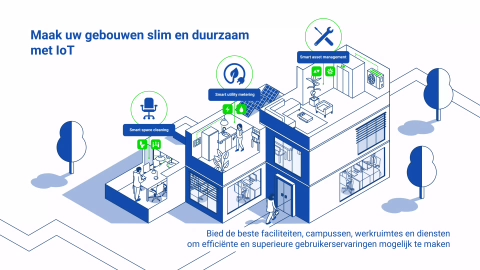 Maak uw gebouwen slim en duurzaam
met IoT
Smart asset management
Smart utility metering
Smart space cleaning
Bied de beste faciliteiten, campussen, werkruimtes en diensten
om efficiënte en superieure gebruikerservaringen mogelijk te maken